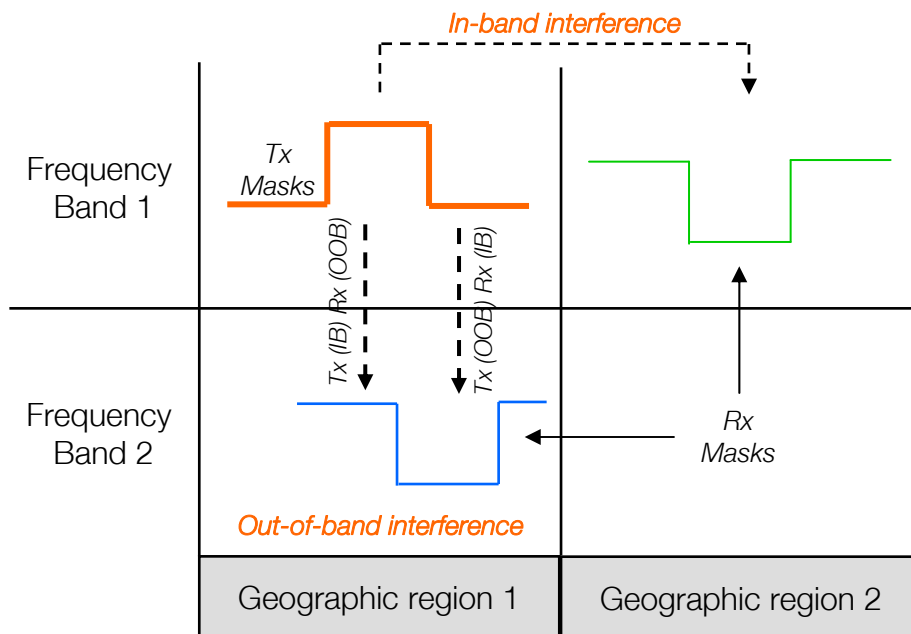 In-band interference
Frequency
Band 1
Tx
Masks
Tx (IB) Rx (OOB)
Tx (OOB) Rx (IB)
Frequency
Band 2
Rx
Masks
Out-of-band interference
Geographic region 1
Geographic region 2